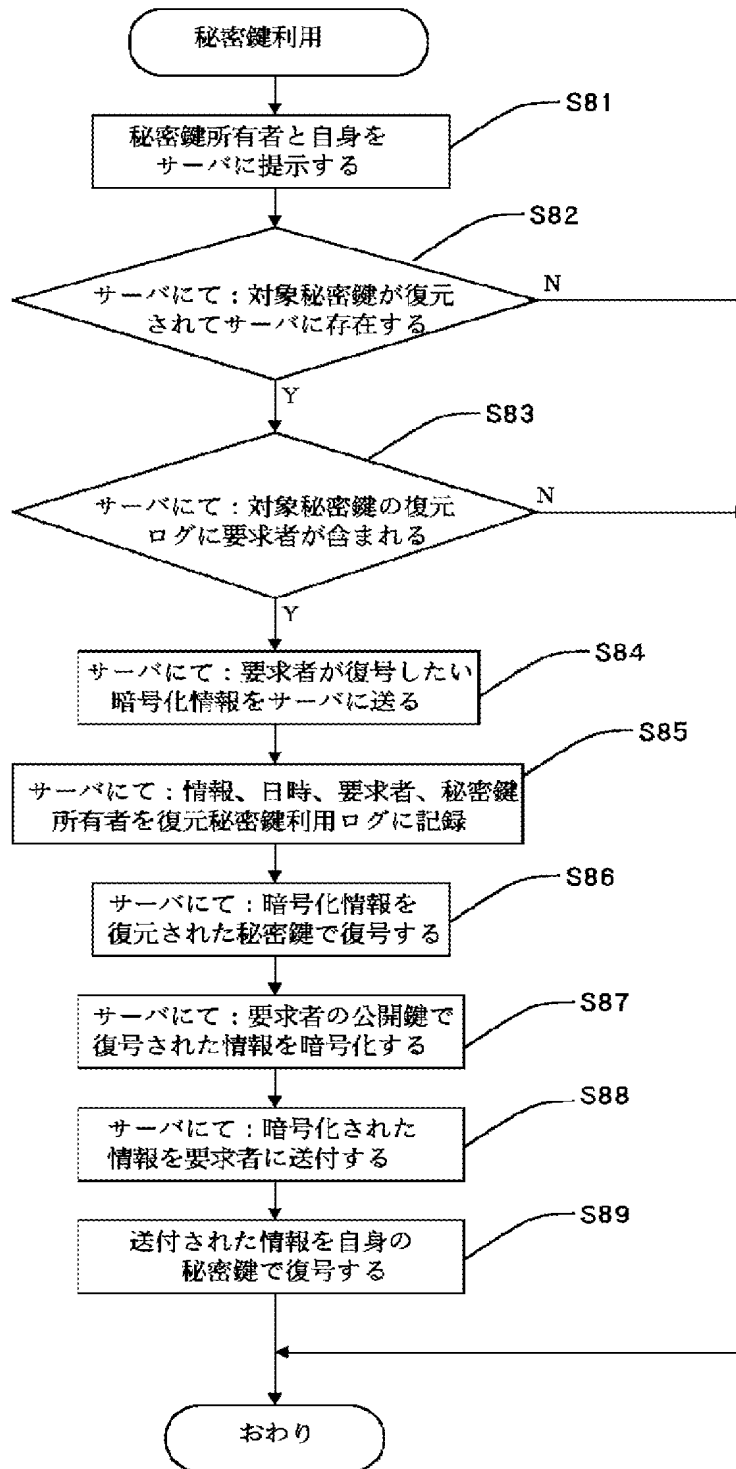 秘密鍵利用
S81
秘密鍵所有者と自身を
サーバに提示する
S82
サーバにて：対象秘密鍵が復元
されてサーバに存在する
N
Y
S83
サーバにて：対象秘密鍵の復元
ログに要求者が含まれる
N
Y
S84
サーバにて：要求者が復号したい
暗号化情報をサーバに送る
S85
サーバにて：情報、日時、要求者、秘密鍵
所有者を復元秘密鍵利用ログに記録
S86
サーバにて：暗号化情報を
復元された秘密鍵で復号する
S87
サーバにて：要求者の公開鍵で
復号された情報を暗号化する
S88
サーバにて：暗号化された
情報を要求者に送付する
S89
送付された情報を自身の
秘密鍵で復号する
おわり